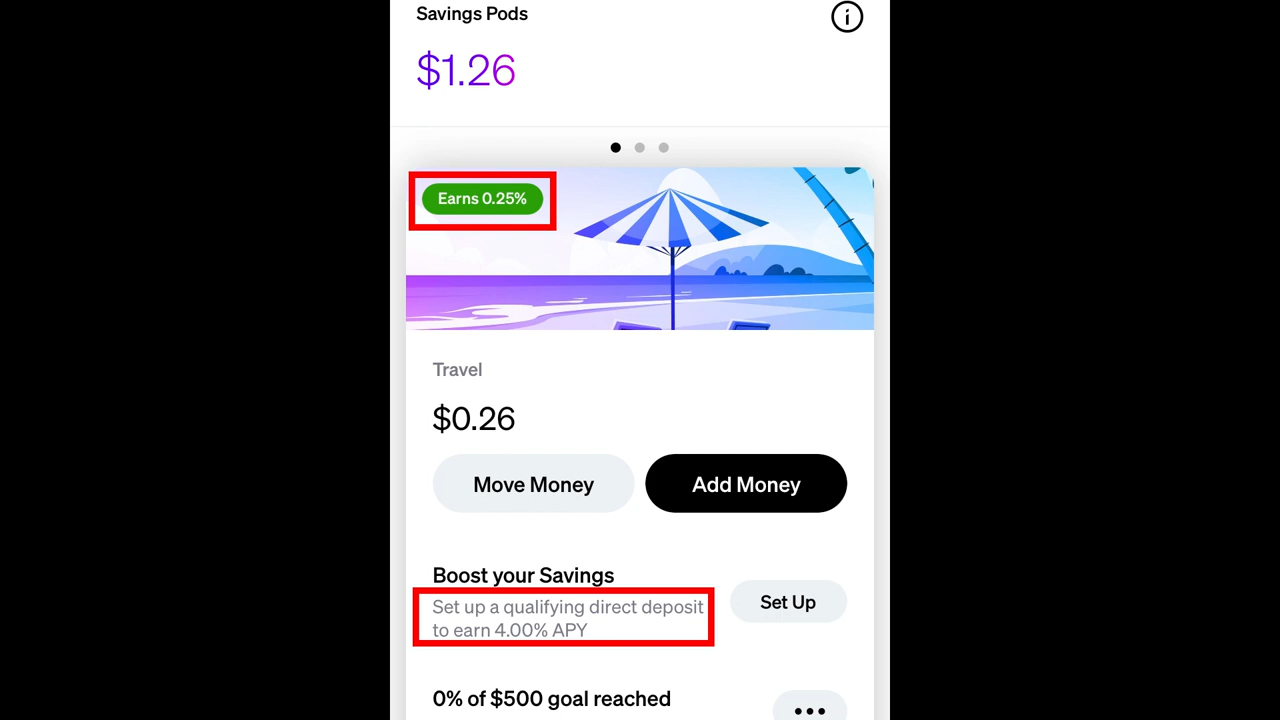 Savings Pods
$1.26
Earns 0.25%
Travel
$0.26
Move Money
Add Money
Boost your Savings
Set up a qualifying direct deposit
to earn 4.00% APY
Set Up
0% of $500 goal reached